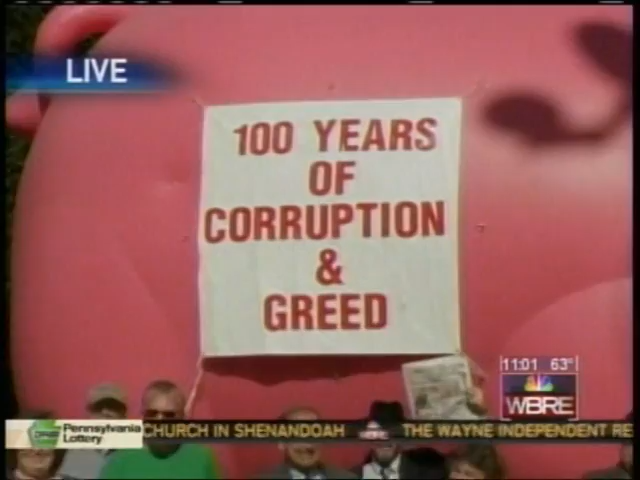 LIVE
100 YEARS
OF
CORRUPTION
&
GREED
11:01 63°
WBRE
Pennsylvania
Lottery
CHURCH IN SHENANDOAH
THE WAYNE INDEPENDENT RE